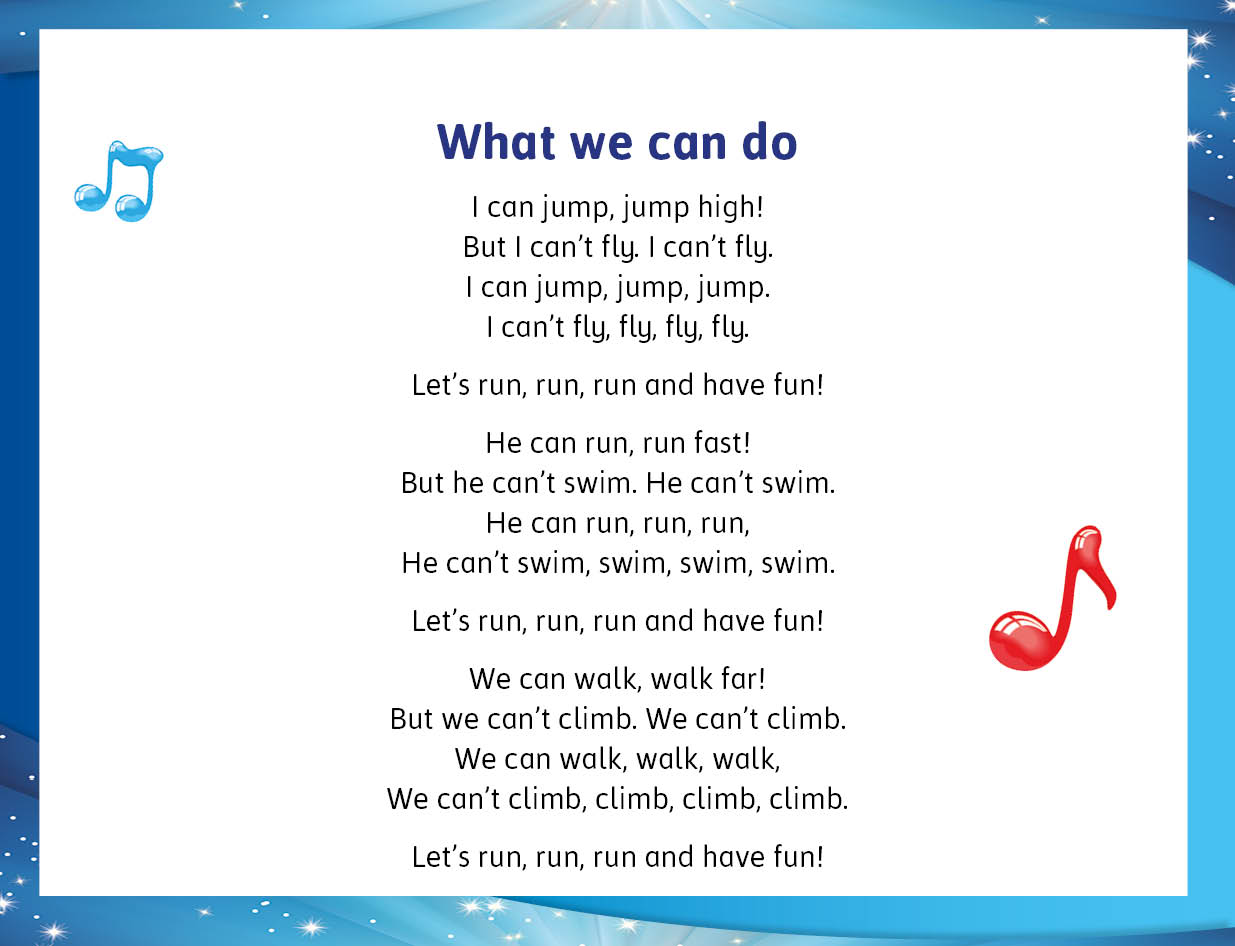 What we can do
I can jump, jump high!
But I can’t fly. I can’t fly.
I can jump, jump, jump.
I can’t fly, fly, fly, fly.
Let’s run, run, run and have fun!
He can run, run fast!
But he can’t swim. He can’t swim.
He can run, run, run,
He can’t swim, swim, swim, swim.
Let’s run, run, run and have fun!
We can walk, walk far!
But we can’t climb. We can’t climb.
We can walk, walk, walk,
We can’t climb, climb, climb, climb.
Let’s run, run, run and have fun!